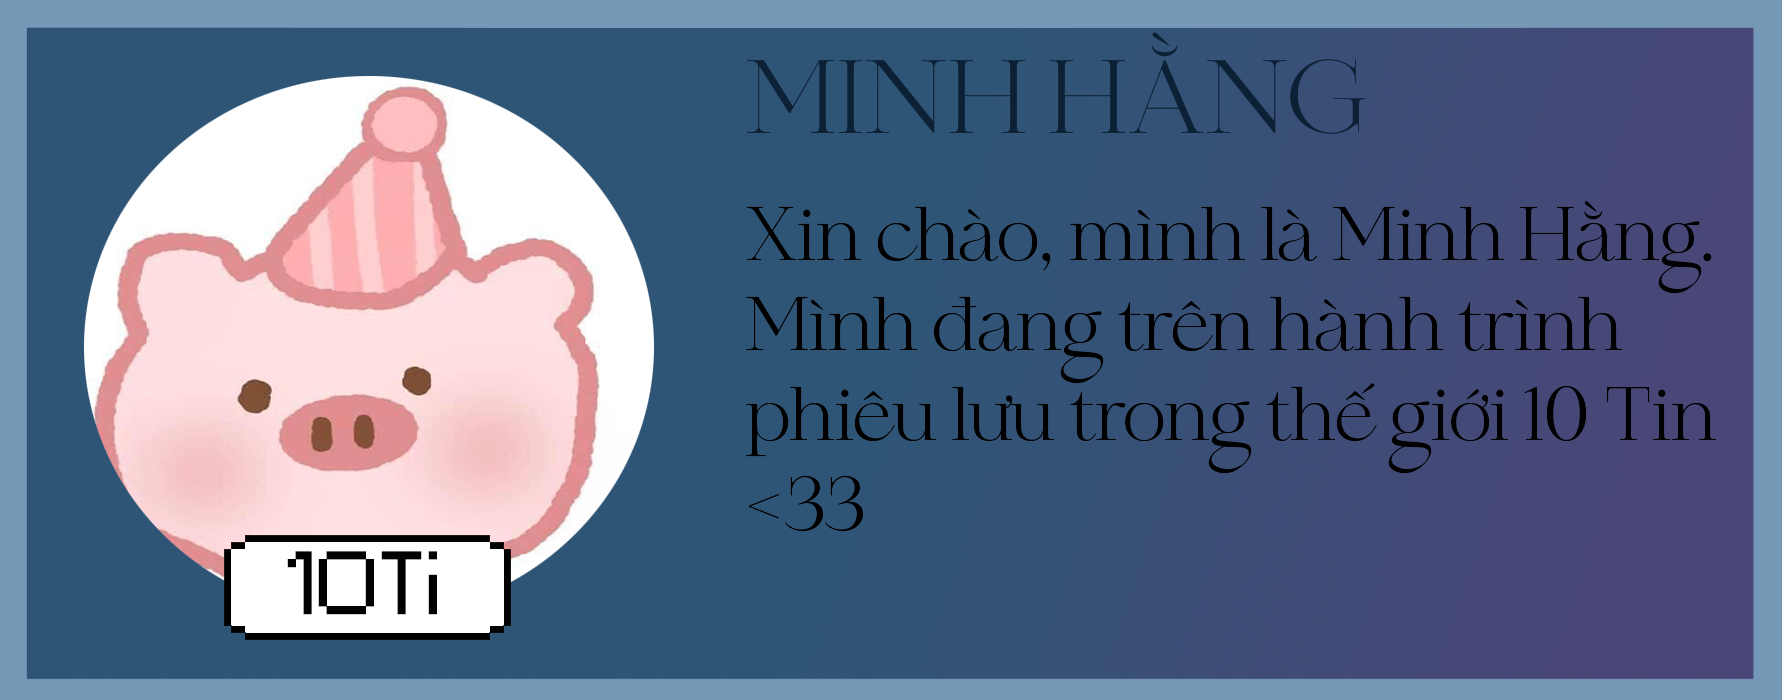 MINH HẰNG
Xin chào, mình là Minh Hằng.
Mình đang trên hành trình
phiêu lưu trong thế giới 10 Tin
<33
10Ti